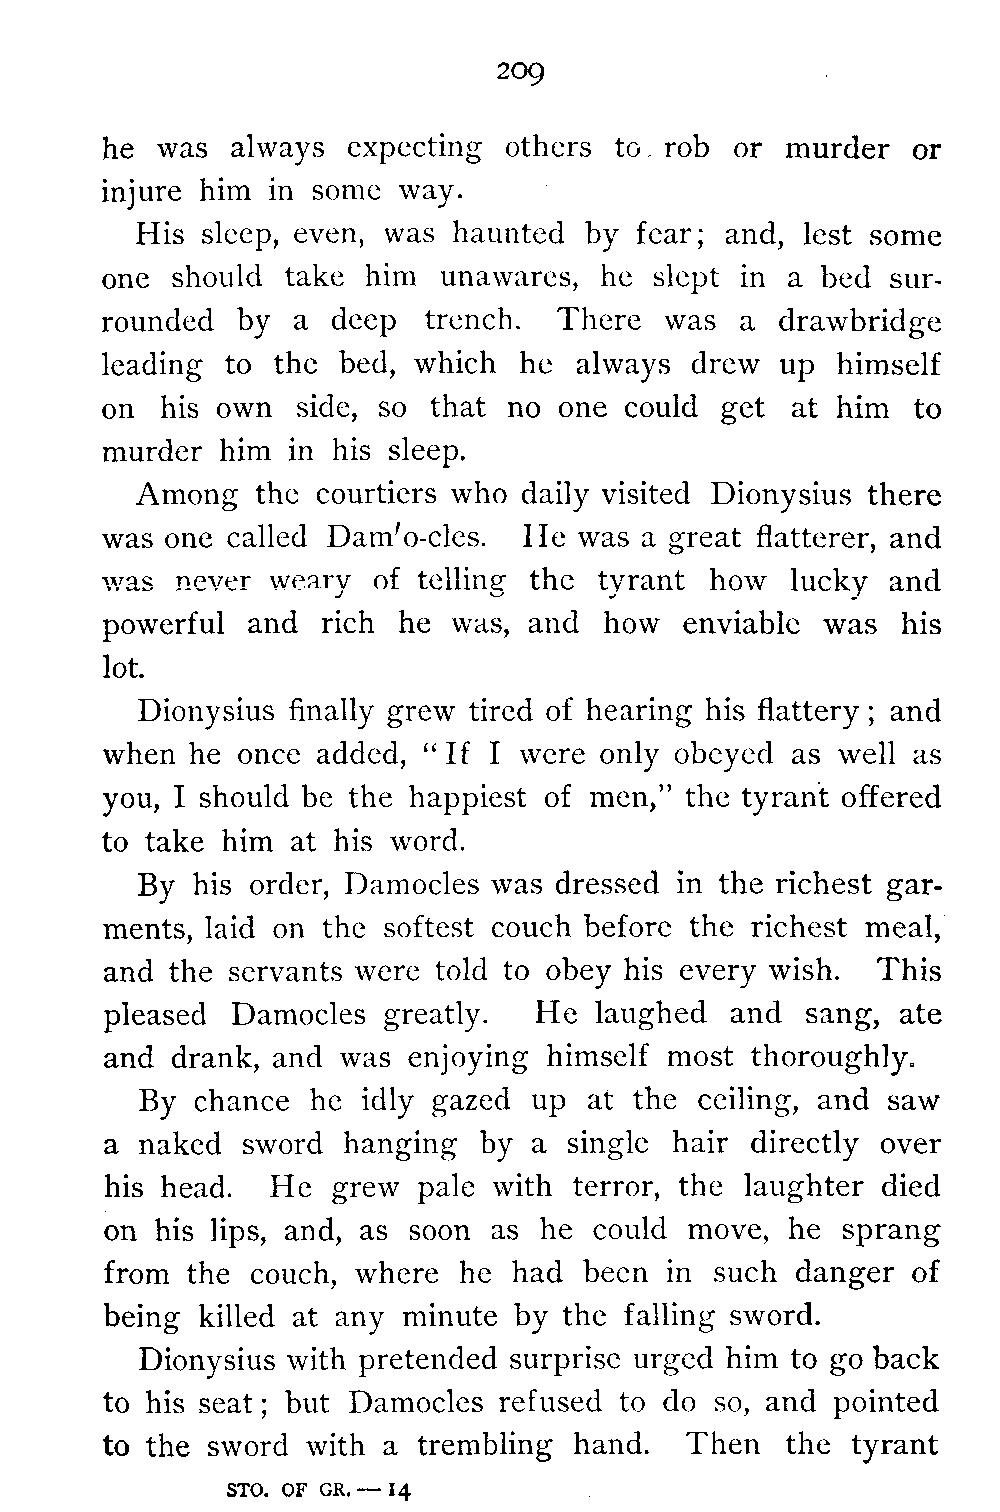 209
he was always expecting others to rob or murder or
injure him in some way.
His sleep, even, was haunted by fear; and, lest some
one should take him unawares, he slept in a bed sur-
rounded by a deep trench. There was a drawbridge
leading to the bed, which he always drew up himself
on his own side, so that no one could get at him to
murder him in his sleep.
Among the courtiers who daily visited Dionysius there
was one called Dam′o-cles. He was a great flatterer, and
was never weary of telling the tyrant how lucky and
powerful and rich he was, and how enviable was his
lot.
Dionysius finally grew tired of hearing his flattery; and
when he once added, "If I were only obeyed as well as
you, I should be the happiest of men," the tyrant offered
to take him at his word.
By his order, Damocles was dressed in the richest gar-
ments, laid on the softest couch before the richest meal,
and the servants were told to obey his every wish. This
pleased Damocles greatly. He laughed and sang, ate
and drank, and was enjoying himself most thoroughly.
By chance he idly gazed up at the ceiling, and saw
a naked sword hanging by a single hair directly over
his head. He grew pale with terror, the laughter died
on his lips, and, as soon as he could move, he sprang
from the couch, where he had been in such danger of
being killed at any minute by the falling sword.
Dionysius with pretended surprise urged him to go back
to his seat; but Damocles refused to do so, and pointed
to the sword with a trembling hand. Then the tyrant
STO. OF GR. — 14